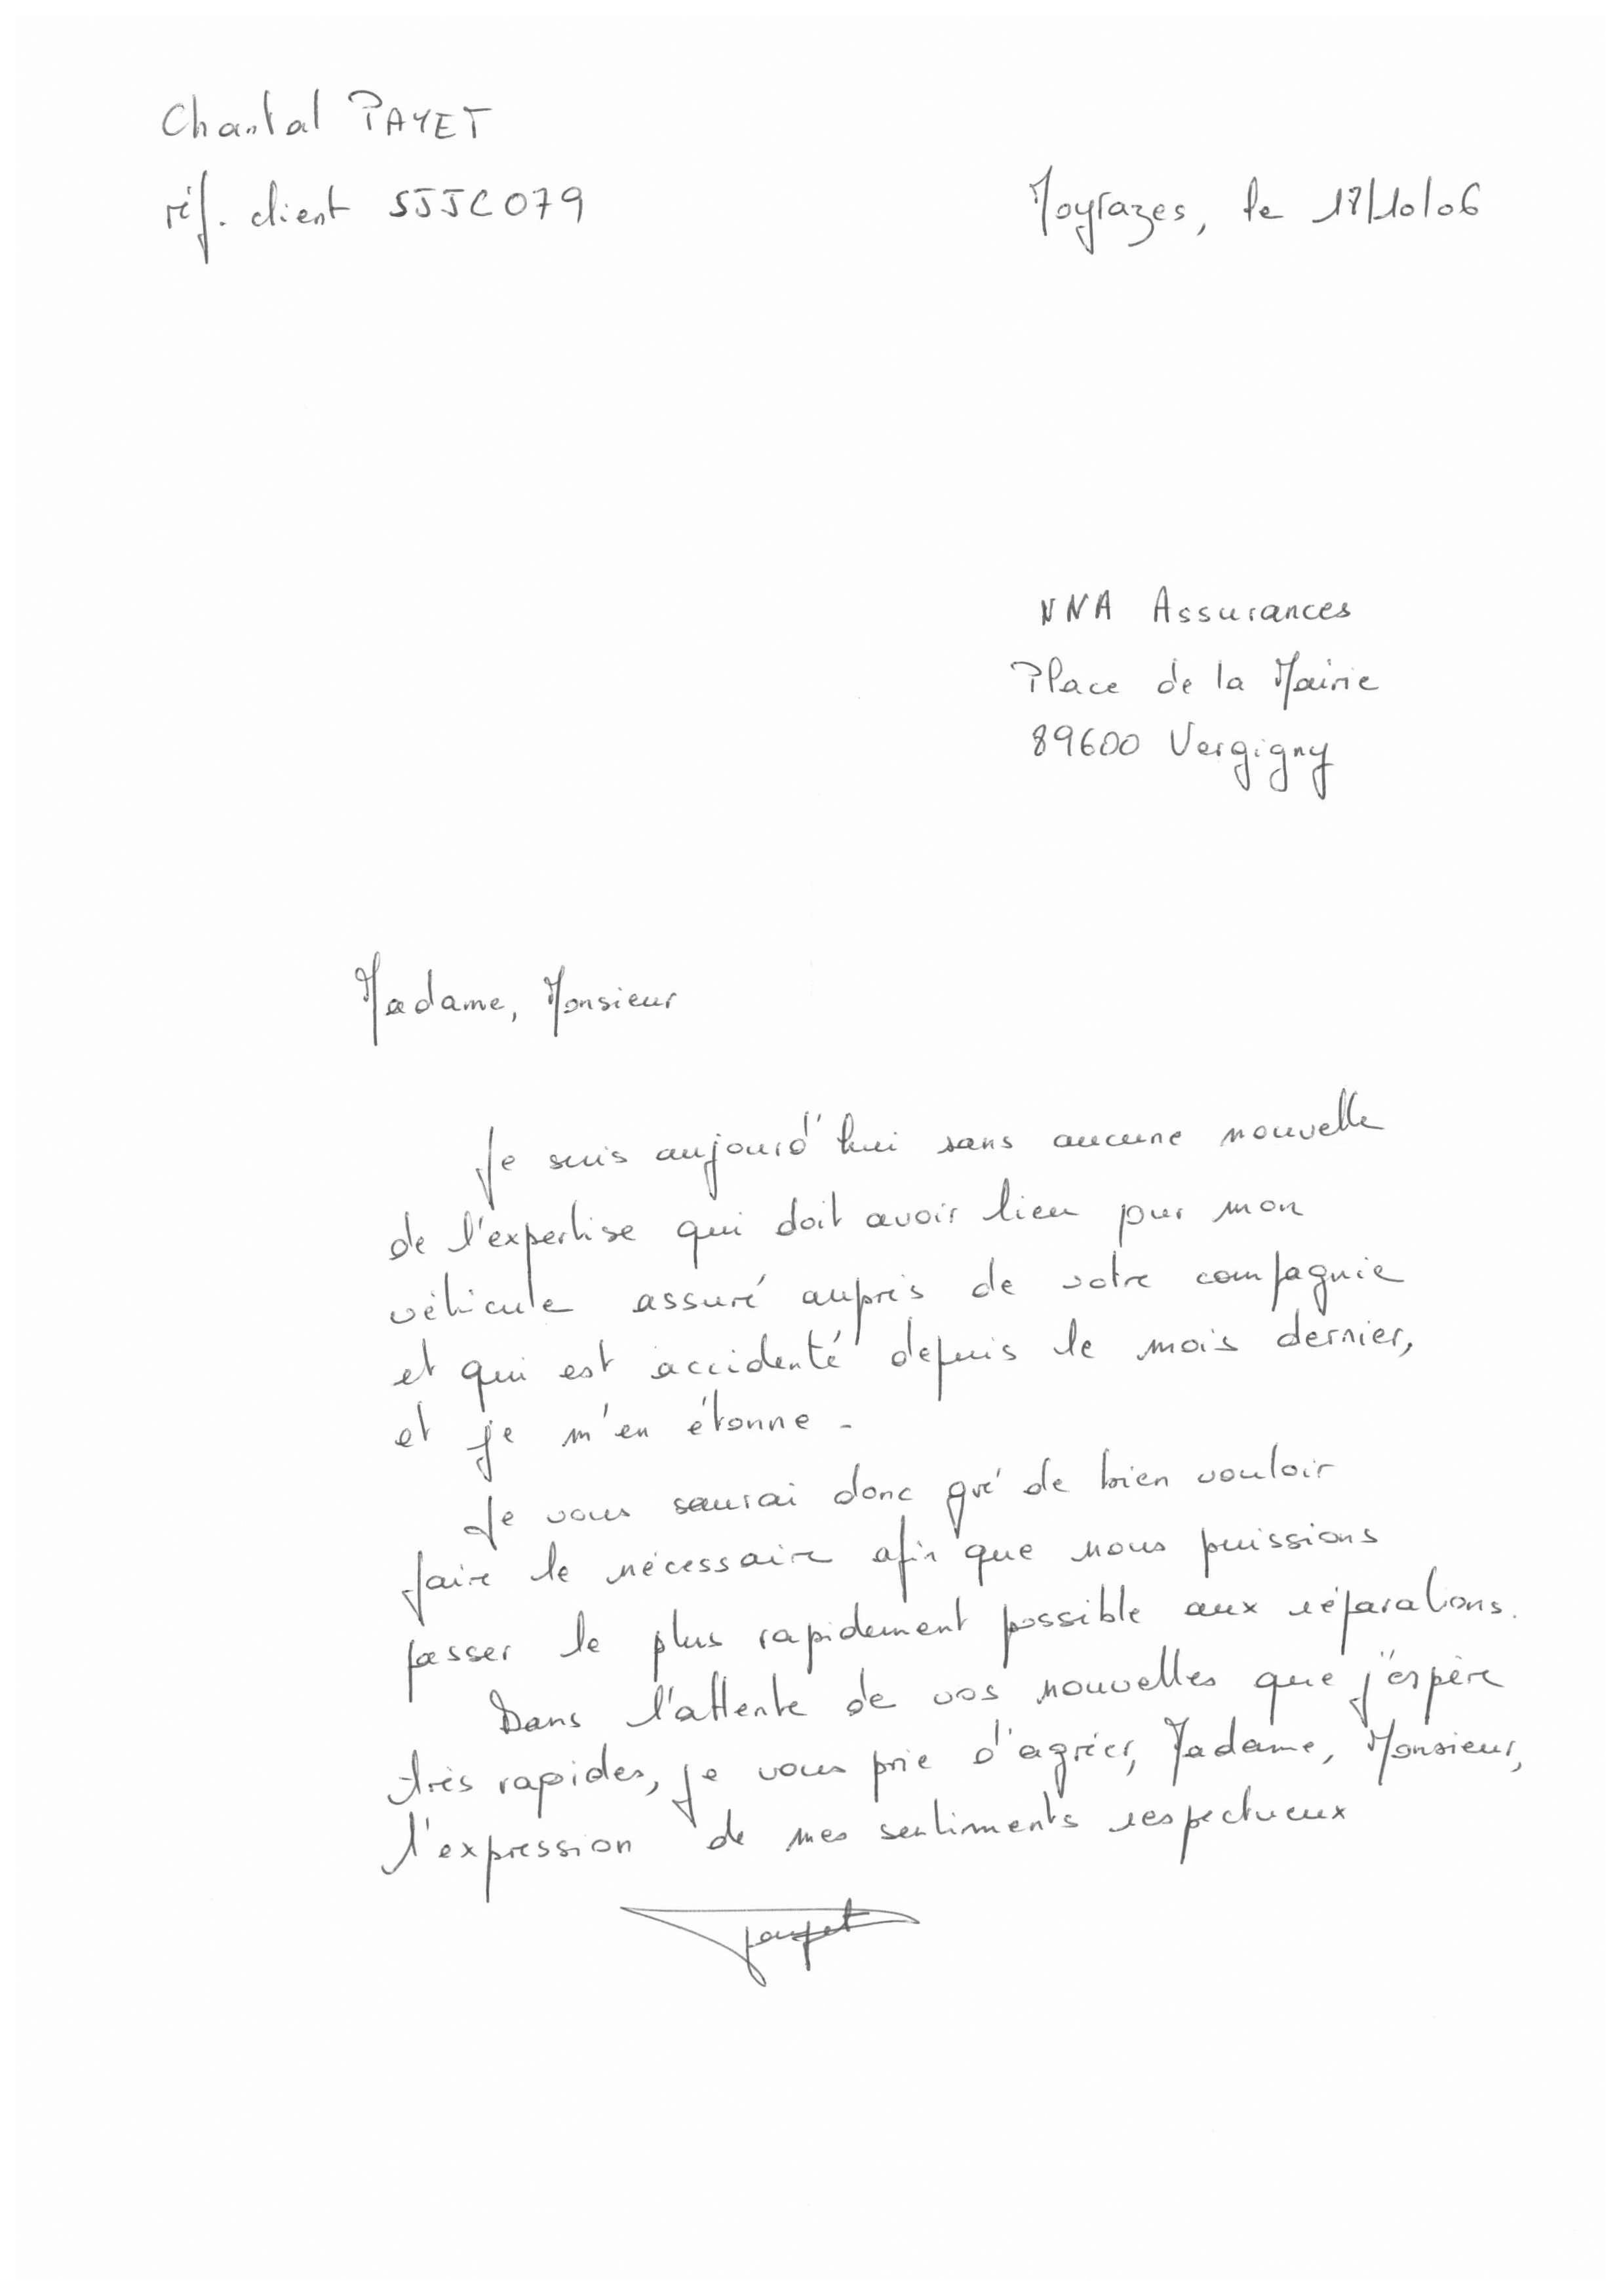 Chantal PAYET
réf. client SJJC079
Moyrazes, le 17/10/06
NNA Assurances
Place de la Mairie
89600 Vergigny
Madame, Monsieur
Je suis aujourd'hui sans aucune nouvelle
de l'expertise qui doit avoir lieu pour mon
véhicule assuré auprès de votre compagnie
et qui est accidenté depuis le mois dernier,
et je m'en étonne.
Je vous saurai donc gré de bien vouloir
faire le nécessaire afin que nous puissions
passer le plus rapidement possible aux réparations.
Dans l'attente de vos nouvelles que j'espère
très rapides, je vous prie d'agréer, Madame, Monsieur,
l'expression de mes sentiments respectueux
Payet